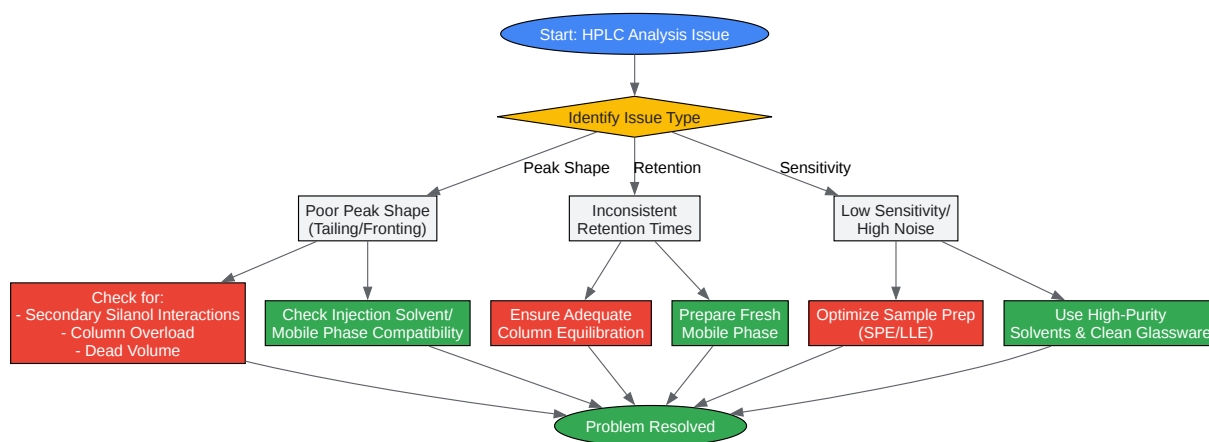 Start: HPLC Analysis Issue
Identify Issue Type
Peak Shape
Retention
Sensitivity
Poor Peak Shape
(Tailing/Fronting)
Inconsistent
Retention Times
Low Sensitivity/
High Noise
Check for:
- Secondary Silanol Interactions
- Column Overload
- Dead Volume
Check Injection Solvent/
Mobile Phase Compatibility
Ensure Adequate
Column Equilibration
Prepare Fresh
Mobile Phase
Optimize Sample Prep
(SPE/LLE)
Use High-Purity
Solvents & Clean Glassware
Problem Resolved